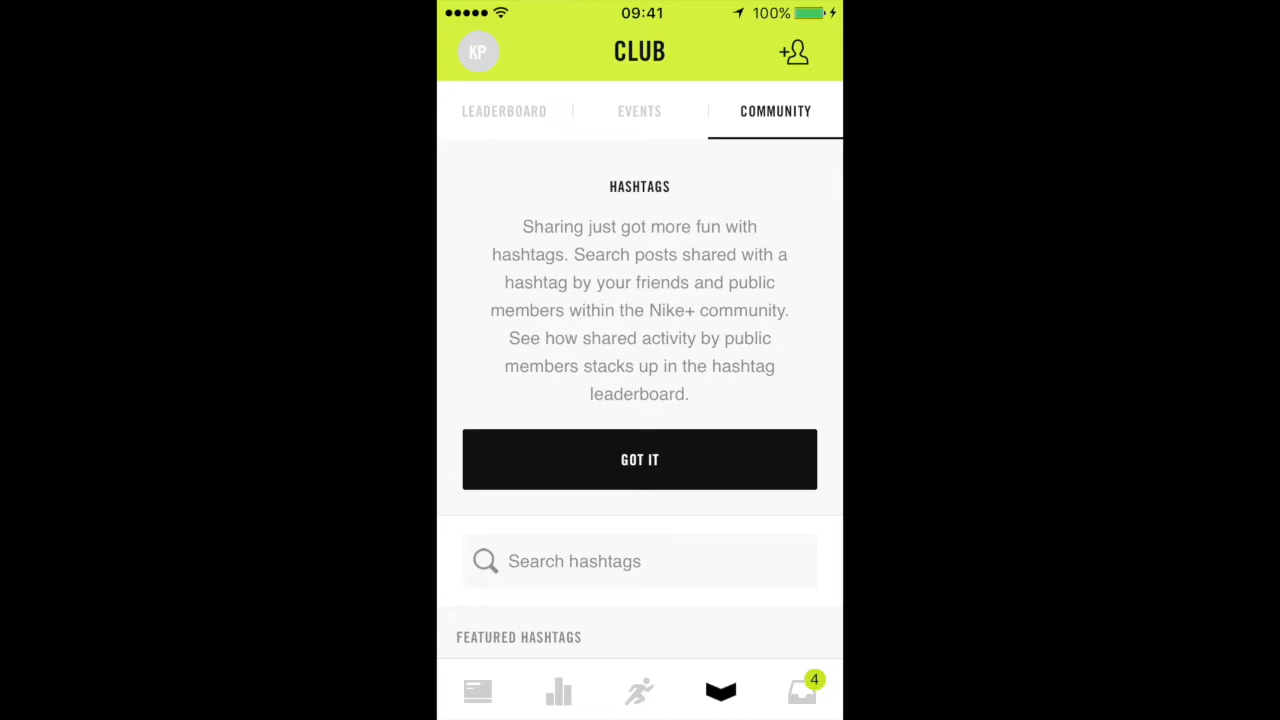 09:41
100%
KP
CLUB
LEADERBOARD
EVENTS
COMMUNITY
HASHTAGS
Sharing just got more fun with
hashtags. Search posts shared with a
hashtag by your friends and public
members within the Nike+ community.
See how shared activity by public
members stacks up in the hashtag
leaderboard.
GOT IT
Search hashtags
FEATURED HASHTAGS
4